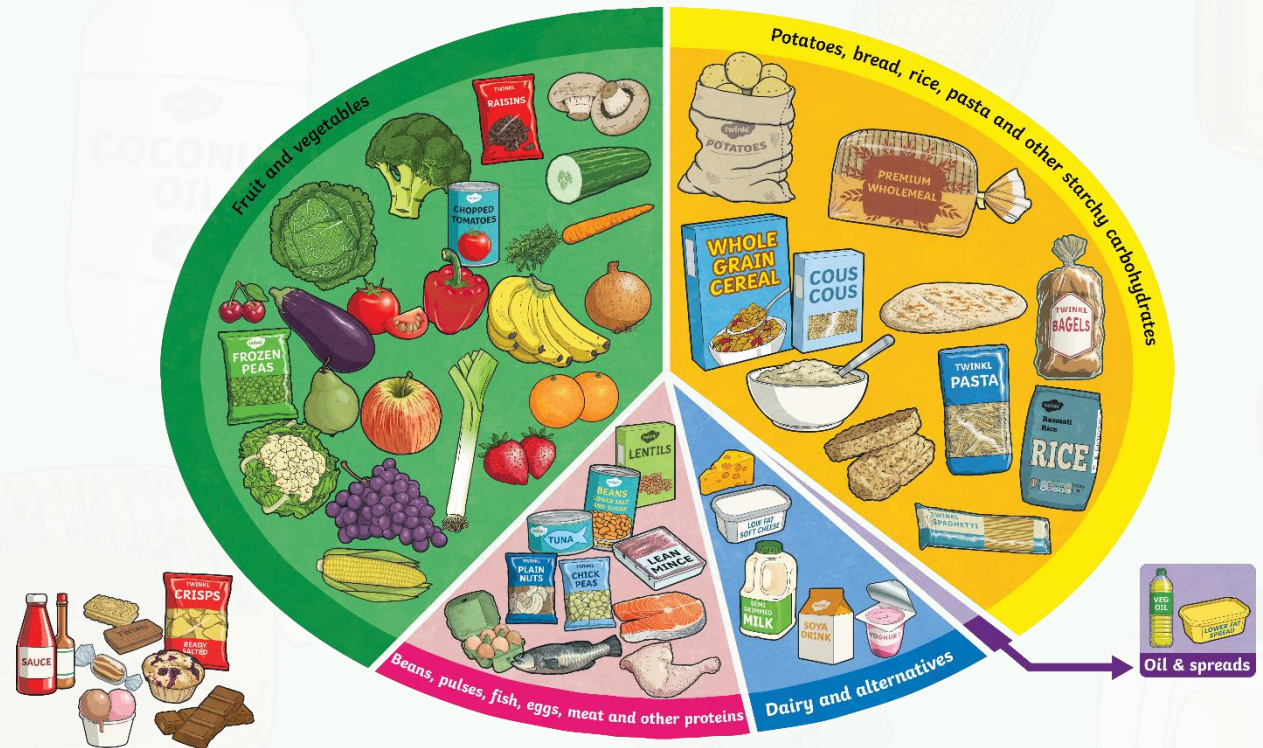 Fruit and vegetables
Potatoes, bread, rice, pasta and other starchy carbohydrates
COCONUT
OIL
TWINKL
RAISINS
CHOPPED
TOMATOES
FROZEN
PEAS
twinkl
POTATOES
PREMIUM
WHOLEMEAL
WHOLE
GRAIN
CEREAL
COUS
COUS
TWINKL
BAGELS
TWINKL
PASTA
Basmati
Rice
RICE
TWINKL
SPAGHETTI
LENTILS
BEANS
LOWER SALT
AND SUGAR
TUNA
LEAN
MINCE
TWINKL
PLAIN
NUTS
TWINKL
CHICK
PEAS
Beans, pulses, fish, eggs, meat and other proteins
LOW FAT
SOFT CHEESE
SEMI
SKIMMED
MILK
SOYA
DRINK
YOGHURT
Dairy and alternatives
VEG
OIL
LOWER FAT
SPREAD
Oil & spreads
SAUCE
TWINKL
TWINKL
CRISPS
READY
SALTED